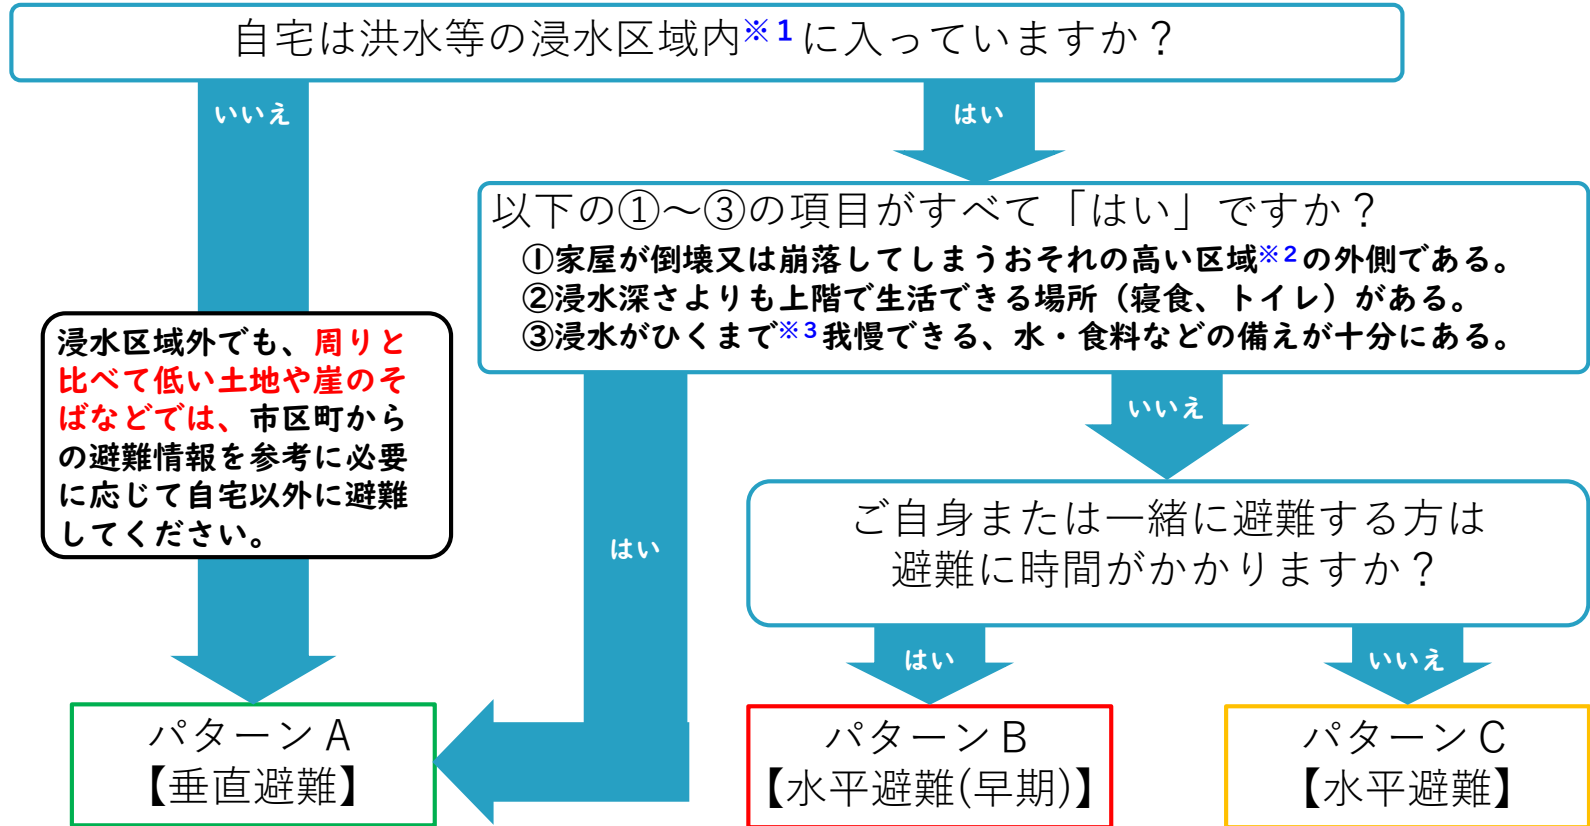 自宅は洪水等の浸水区域内※1に入っていますか？
いいえ
はい
以下の①～③の項目がすべて「はい」ですか？
①家屋が倒壊又は崩落してしまうおそれの高い区域※2の外側である。
②浸水深さよりも上階で生活できる場所（寝食、トイレ）がある。
③浸水がひくまで※3我慢できる、水・食料などの備えが十分にある。
浸水区域外でも、周りと
比べて低い土地や崖のそ
ばなどでは、市区町から
の避難情報を参考に必要
に応じて自宅以外に避難
してください。
はい
いいえ
ご自身または一緒に避難する方は
避難に時間がかかりますか？
はい
いいえ
パターンA
【垂直避難】
パターンB
【水平避難(早期)】
パターンC
【水平避難】